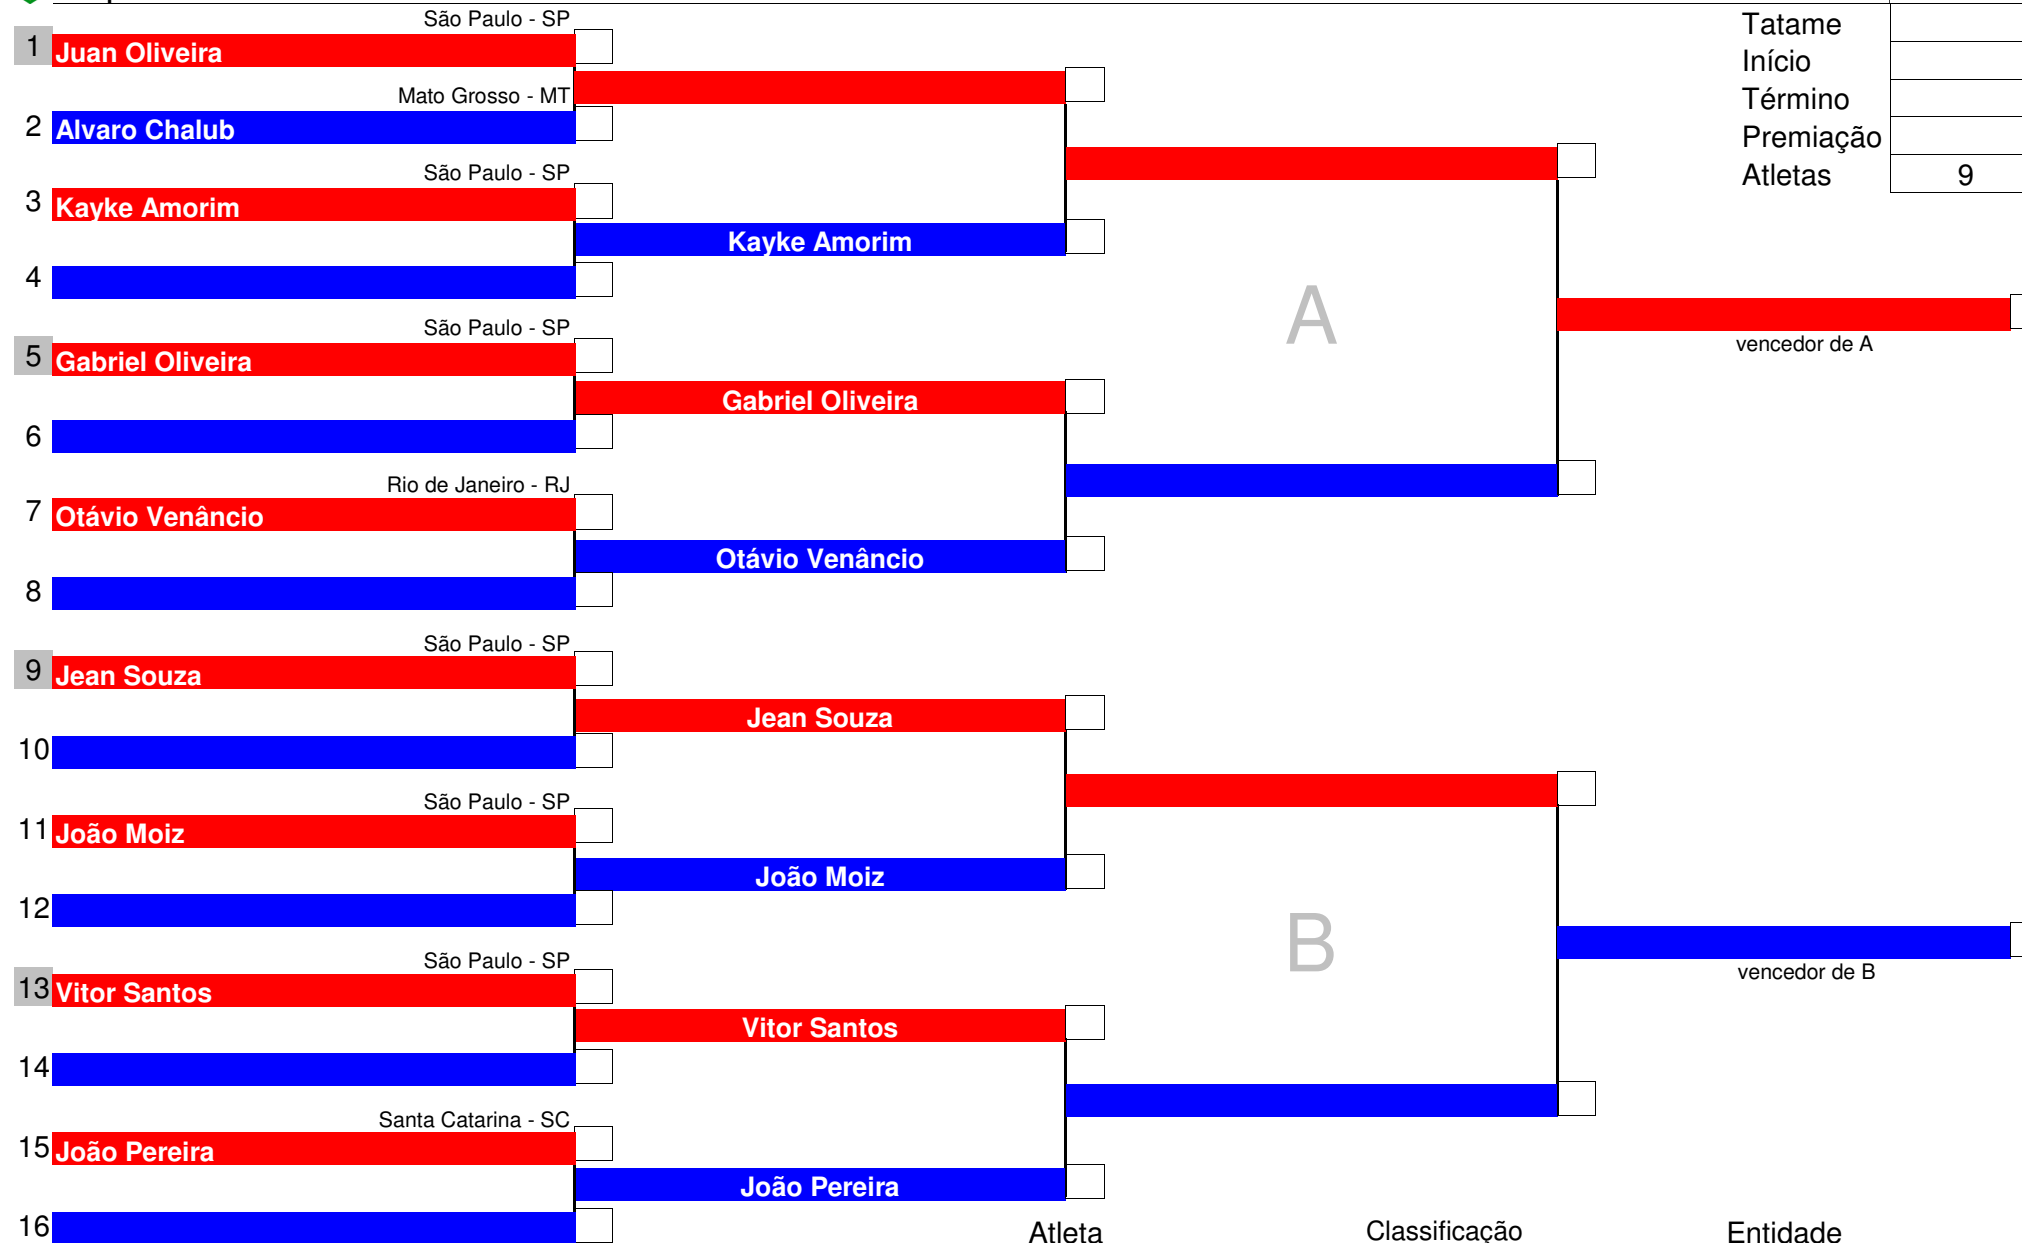 São Paulo - SP
1 Juan Oliveira
Mato Grosso - MT
2 Alvaro Chalub
São Paulo - SP
3 Kayke Amorim
Kayke Amorim
4
São Paulo - SP
5 Gabriel Oliveira
Gabriel Oliveira
6
Rio de Janeiro - RJ
7 Otávio Venâncio
Otávio Venâncio
8
São Paulo - SP
9 Jean Souza
Jean Souza
10
São Paulo - SP
11 João Moiz
João Moiz
12
São Paulo - SP
13 Vitor Santos
Vitor Santos
14
Santa Catarina - SC
15 João Pereira
João Pereira
16
A
B
vencedor de A
vencedor de B
Tatame
Início
Término
Premiação
Atletas 9
Atleta Classificação Entidade